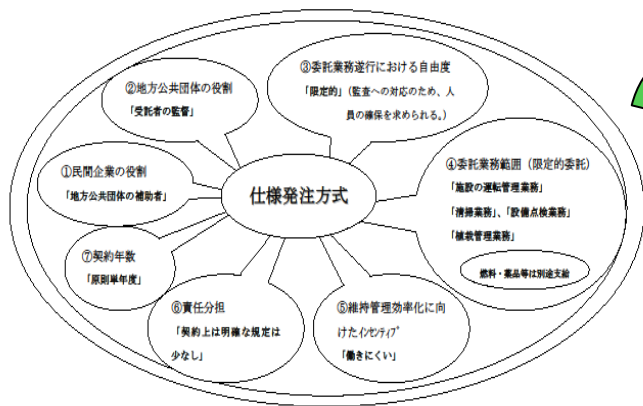 仕様発注方式
①民間企業の役割
「地方公共団体の補助者」
②地方公共団体の役割
「受託者の監督」
③委託業務遂行における自由度
「限定的」（監査への対応のため、人
員の確保を求められる。）
④委託業務範囲（限定的委託）
「施設の運転管理業務」
「清掃業務」、「設備点検業務」
「植栽管理業務」
燃料・薬品等は別途支給
⑤維持管理効率化に向
けたインセンティブ
「働きにくい」
⑥責任分担
「契約上は明確な規定は
少なし」
⑦契約年数
「原則単年度」